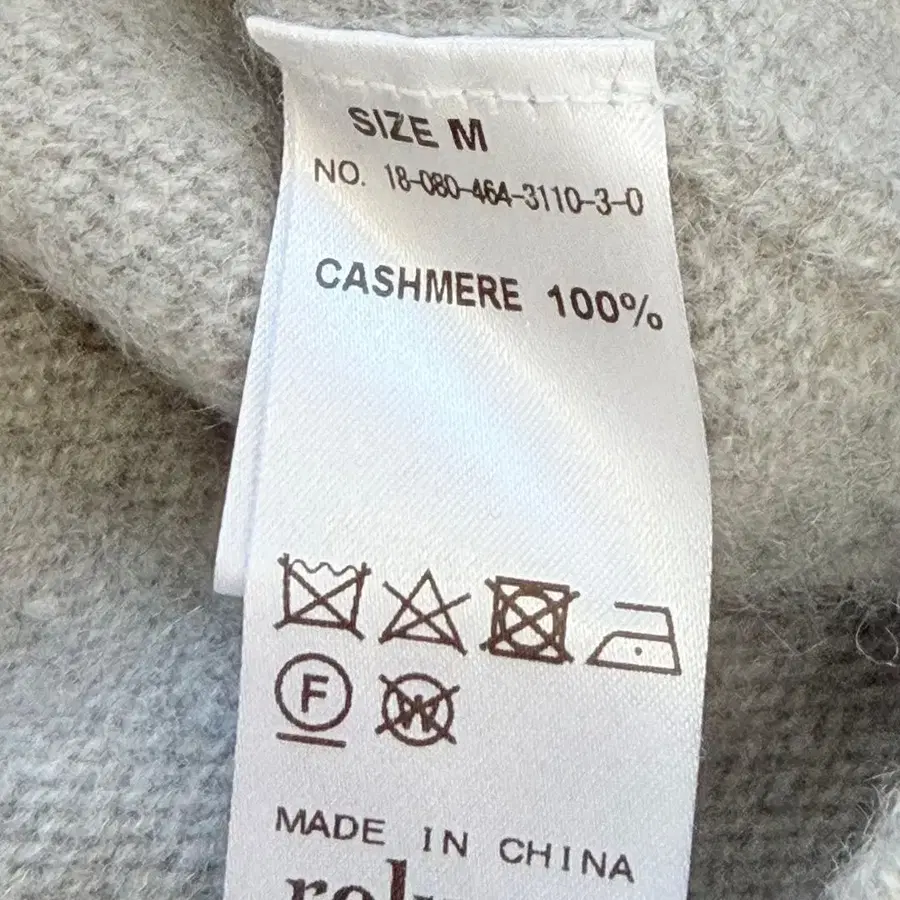 SIZE M
NO. 18-080-464-3110-3-0
CASHMERE 100%
F
W
MADE IN CHINA